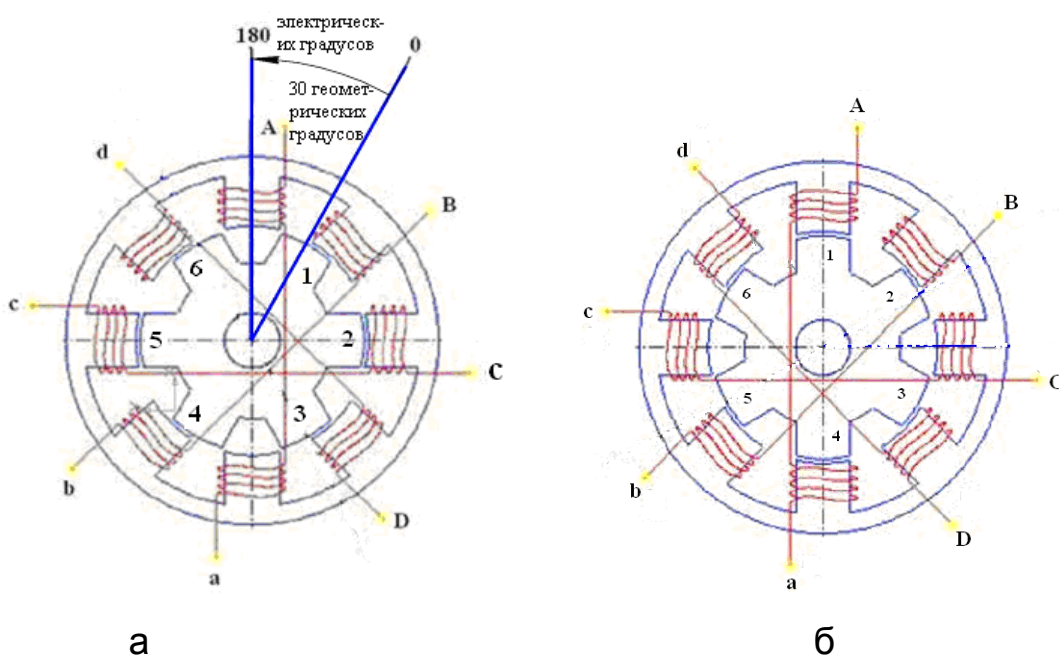 электрическ-
их градусов
180
0
30 геомет-
рических
градусов
A
d
B
6
1
c
5
2
C
4
3
b
D
a
A
d
B
1
6
2
c
5
3
C
4
b
D
a
а
б